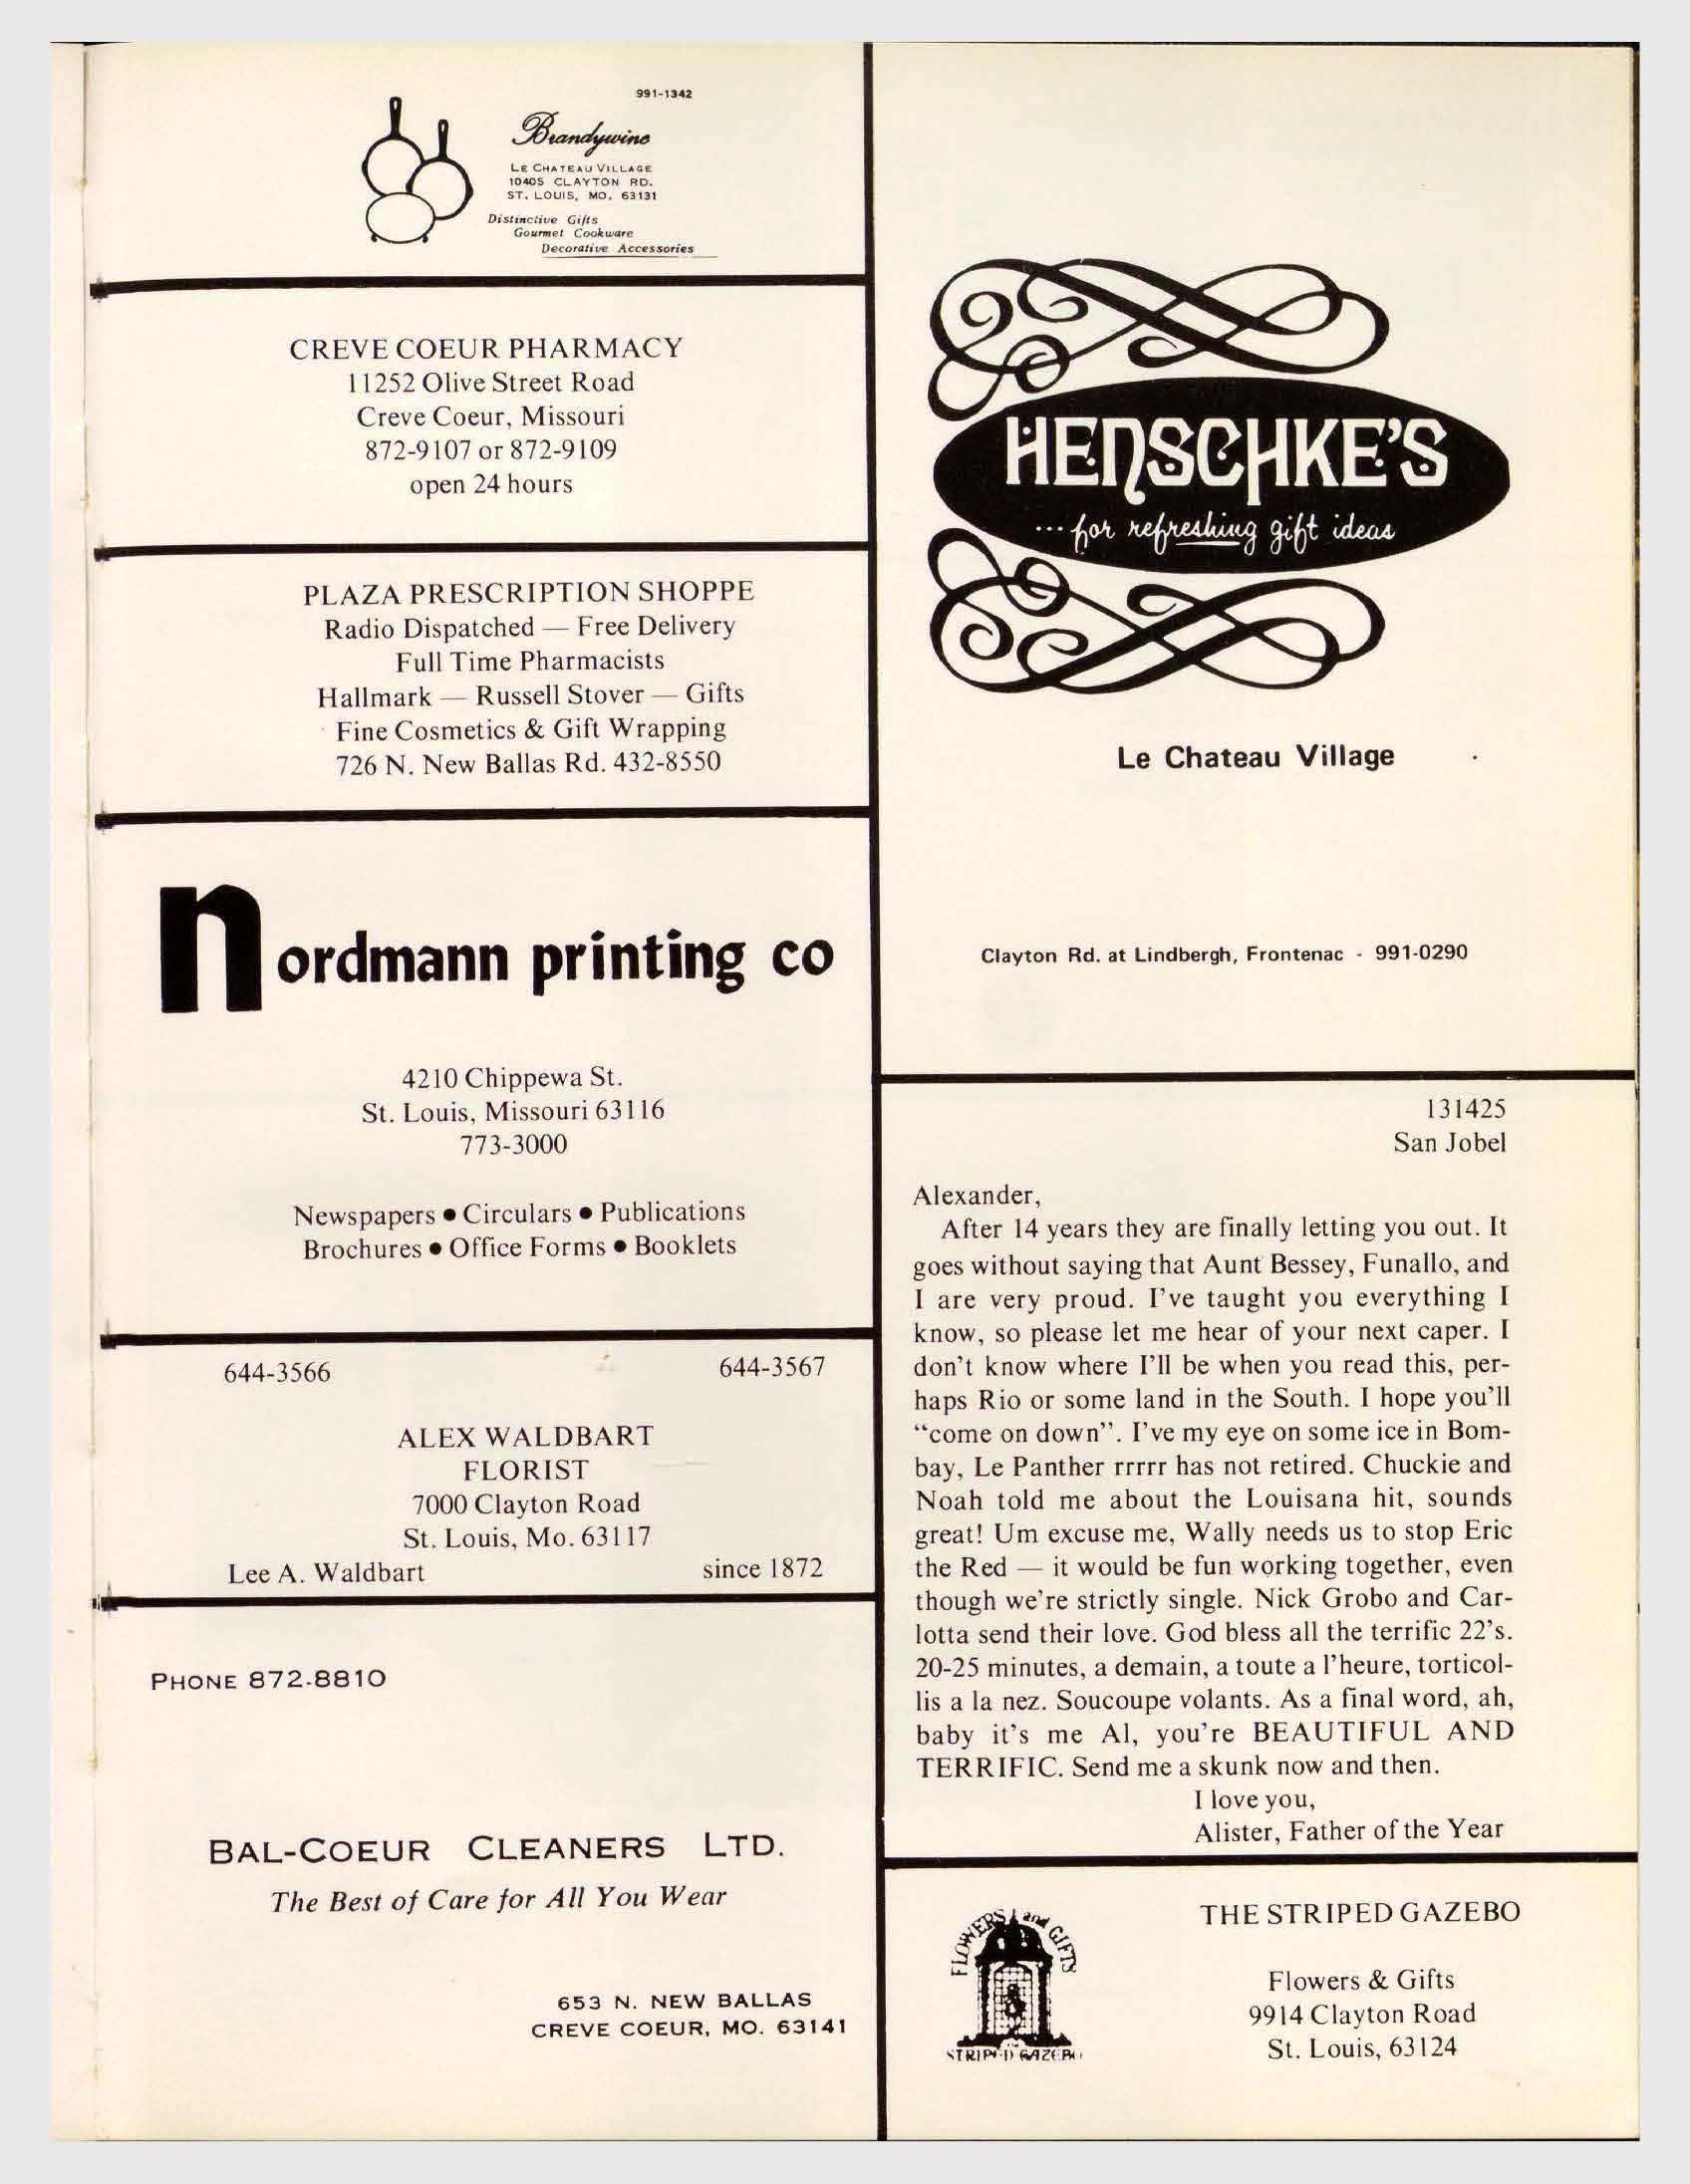 991-1342
Brandywine
LE CHATEAU VILLAGE
10405 CLAYTON RD.
ST. LOUIS, MO. 63131
Distinctive Gifts
Gourmet Cookware
Decorative Accessories
CREVE COEUR PHARMACY
11252 Olive Street Road
Creve Coeur, Missouri
872-9107 or 872-9109
open 24 hours
PLAZA PRESCRIPTION SHOPPE
Radio Dispatched — Free Delivery
Full Time Pharmacists
Hallmark — Russell Stover — Gifts
Fine Cosmetics & Gift Wrapping
726 N. New Ballas Rd. 432-8550
nordmann printing co
4210 Chippewa St.
St. Louis, Missouri 63116
773-3000
Newspapers • Circulars • Publications
Brochures • Office Forms • Booklets
644-3566 644-3567
ALEX WALDBART
FLORIST
7000 Clayton Road
St. Louis, Mo. 63117
Lee A. Waldbart since 1872
PHONE 872-8810
BAL-COEUR CLEANERS LTD.
The Best of Care for All You Wear
653 N. NEW BALLAS
CREVE COEUR, MO. 63141
HENSCHKE'S
... for refreshing gift ideas
Le Chateau Village
Clayton Rd. at Lindbergh, Frontenac - 991-0290
131425
San Jobel
Alexander,
After 14 years they are finally letting you out. It
goes without saying that Aunt Bessey, Funallo, and
I are very proud. I've taught you everything I
know, so please let me hear of your next caper. I
don't know where I'll be when you read this, per-
haps Rio or some land in the South. I hope you'll
“come on down”. I've my eye on some ice in Bom-
bay, Le Panther rrrrr has not retired. Chuckie and
Noah told me about the Louisana hit, sounds
great! Um excuse me, Wally needs us to stop Eric
the Red — it would be fun working together, even
though we're strictly single. Nick Grobo and Car-
lotta send their love. God bless all the terrific 22's.
20-25 minutes, a demain, a toute a l'heure, torticol-
lis a la nez. Soucoupe volants. As a final word, ah,
baby it's me Al, you're BEAUTIFUL AND
TERRIFIC. Send me a skunk now and then.
I love you,
Alister, Father of the Year
FLOWERS and GIFTS
STRIPED GAZEBO
THE STRIPED GAZEBO
Flowers & Gifts
9914 Clayton Road
St. Louis, 63124